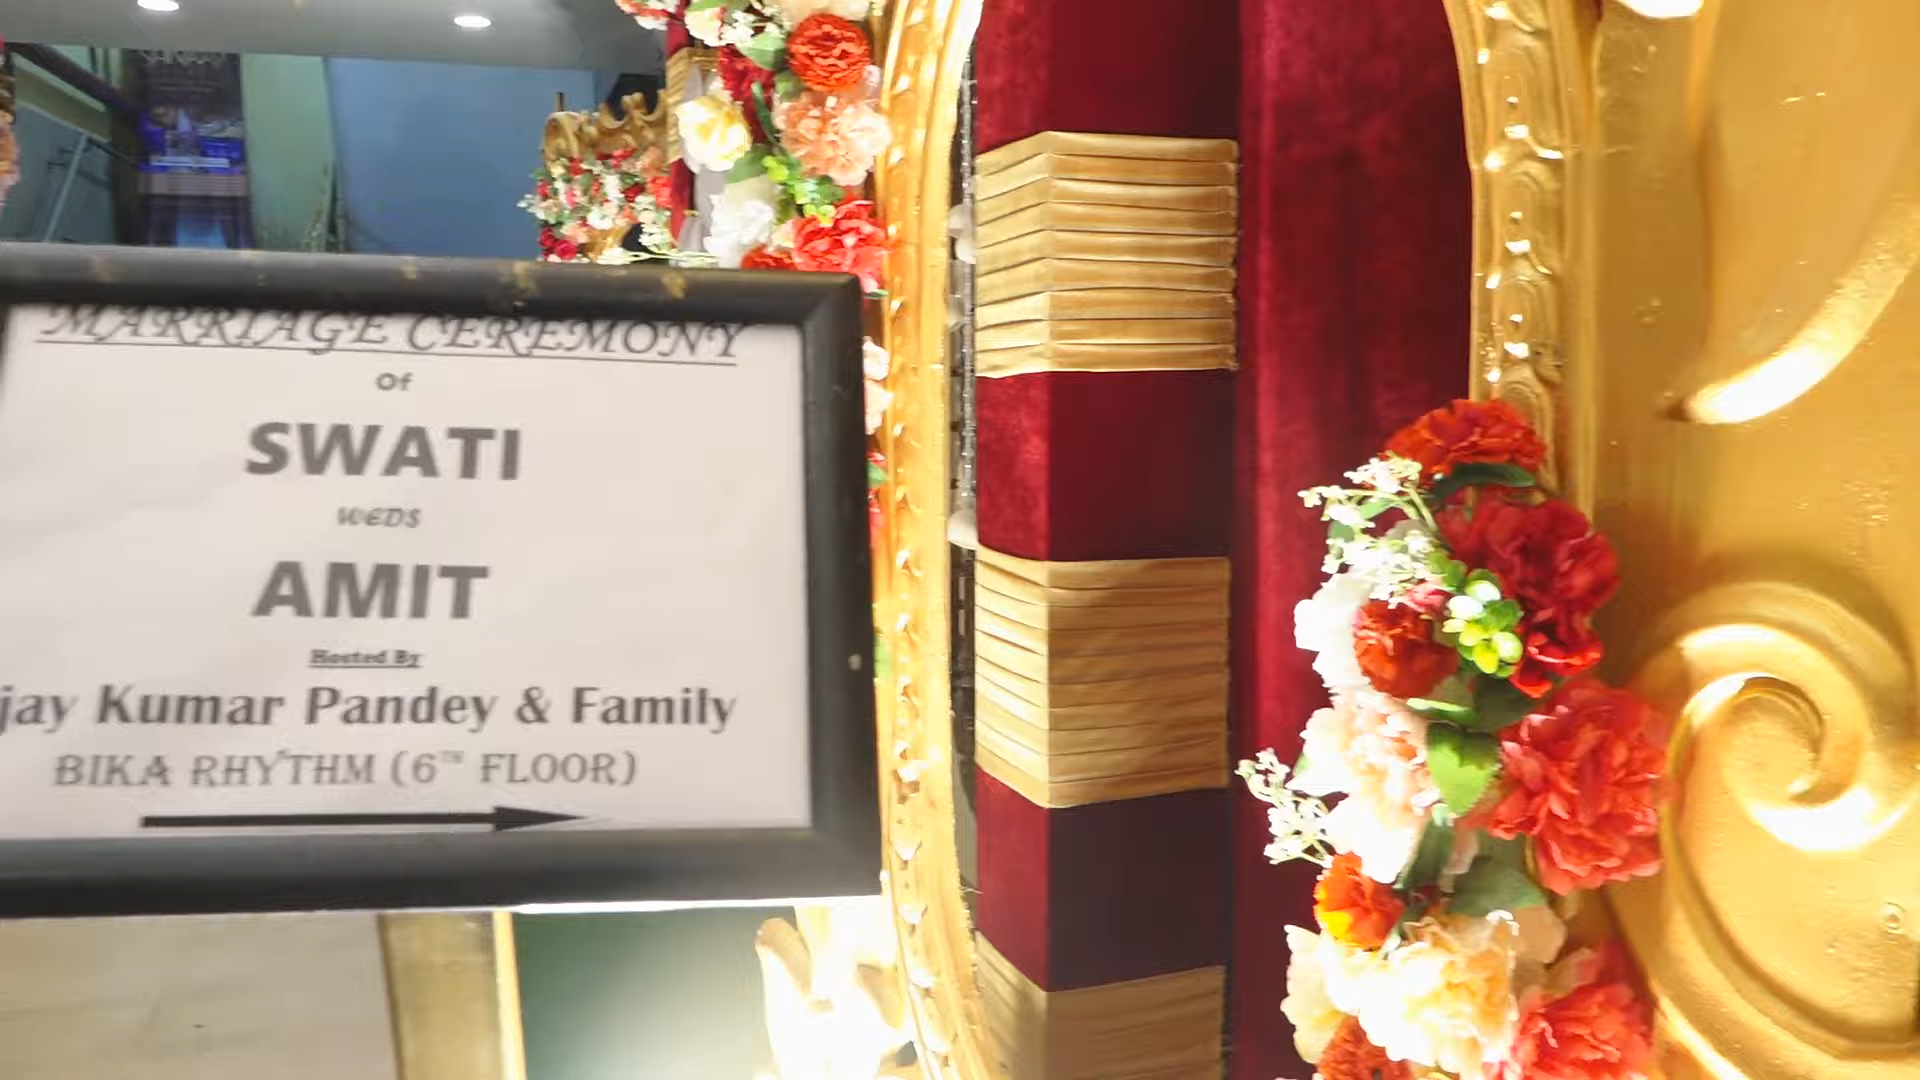 MARRIAGE CEREMONY
Of
SWATI
WEDS
AMIT
Hosted By
jay Kumar Pandey & Family
BIKA RHYTHM (6TH FLOOR)